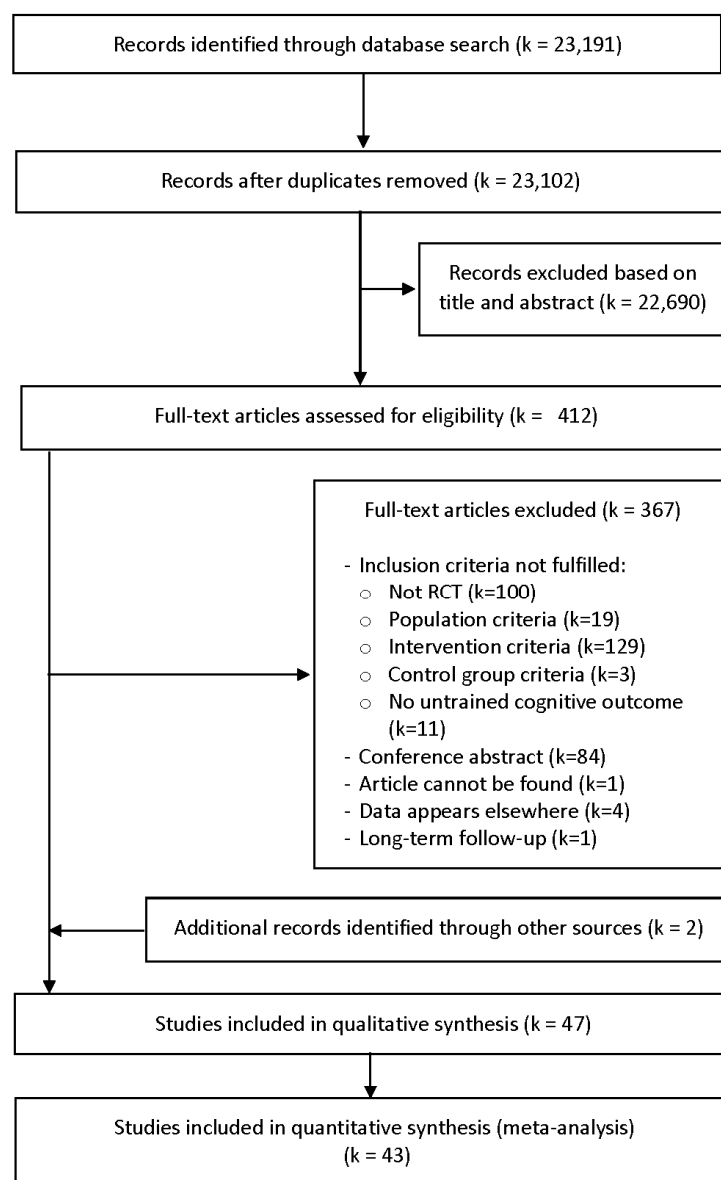 Records identified through database search (k = 23,191)
Records after duplicates removed (k = 23,102)
Records excluded based on
title and abstract (k = 22,690)
Full-text articles assessed for eligibility (k = 412)
Full-text articles excluded (k = 367)
- Inclusion criteria not fulfilled:
○ Not RCT (k=100)
○ Population criteria (k=19)
○ Intervention criteria (k=129)
○ Control group criteria (k=3)
○ No untrained cognitive outcome
(k=11)
- Conference abstract (k=84)
- Article cannot be found (k=1)
- Data appears elsewhere (k=4)
- Long-term follow-up (k=1)
Additional records identified through other sources (k = 2)
Studies included in qualitative synthesis (k = 47)
Studies included in quantitative synthesis (meta-analysis)
(k = 43)